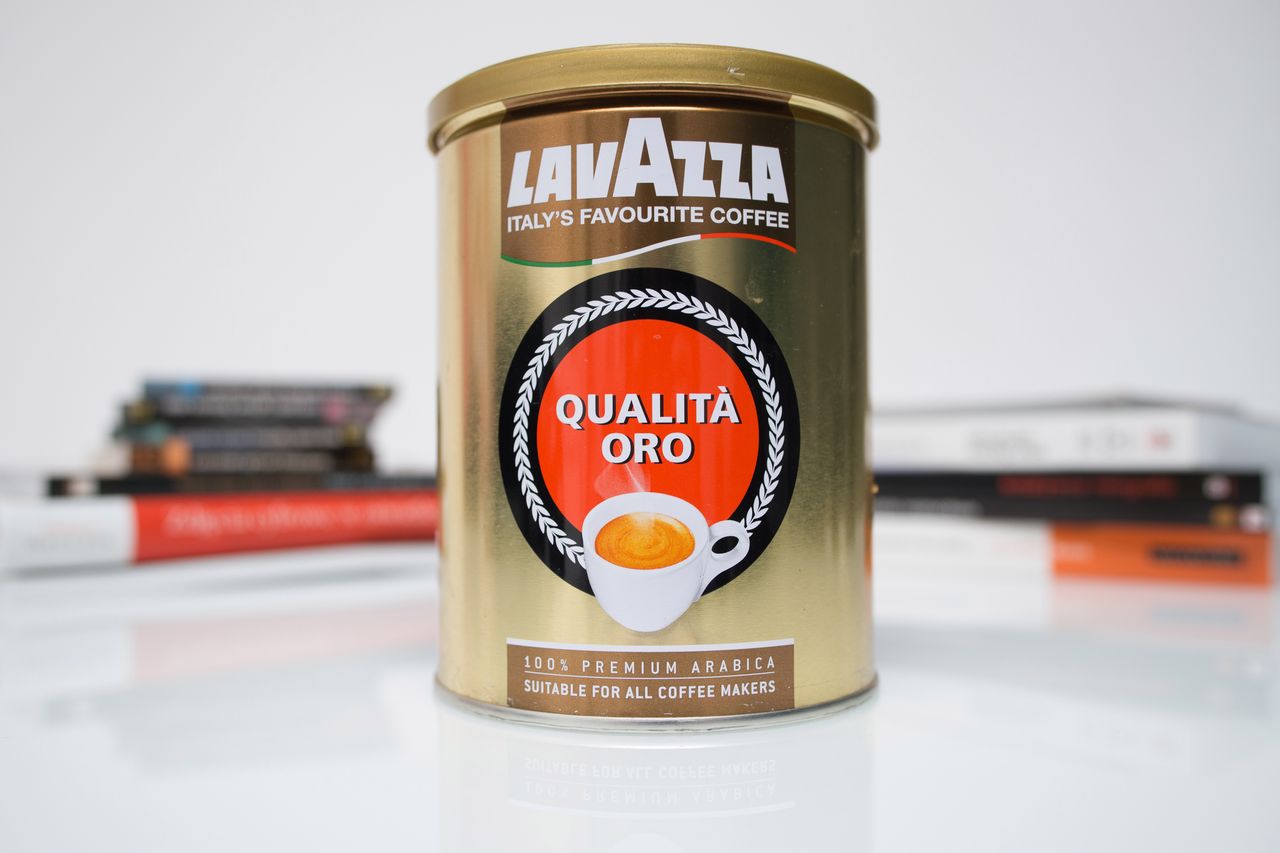 LAVAZZA
ITALY'S FAVOURITE COFFEE
QUALITÀ
ORO
100% PREMIUM ARABICA
SUITABLE FOR ALL COFFEE MAKERS